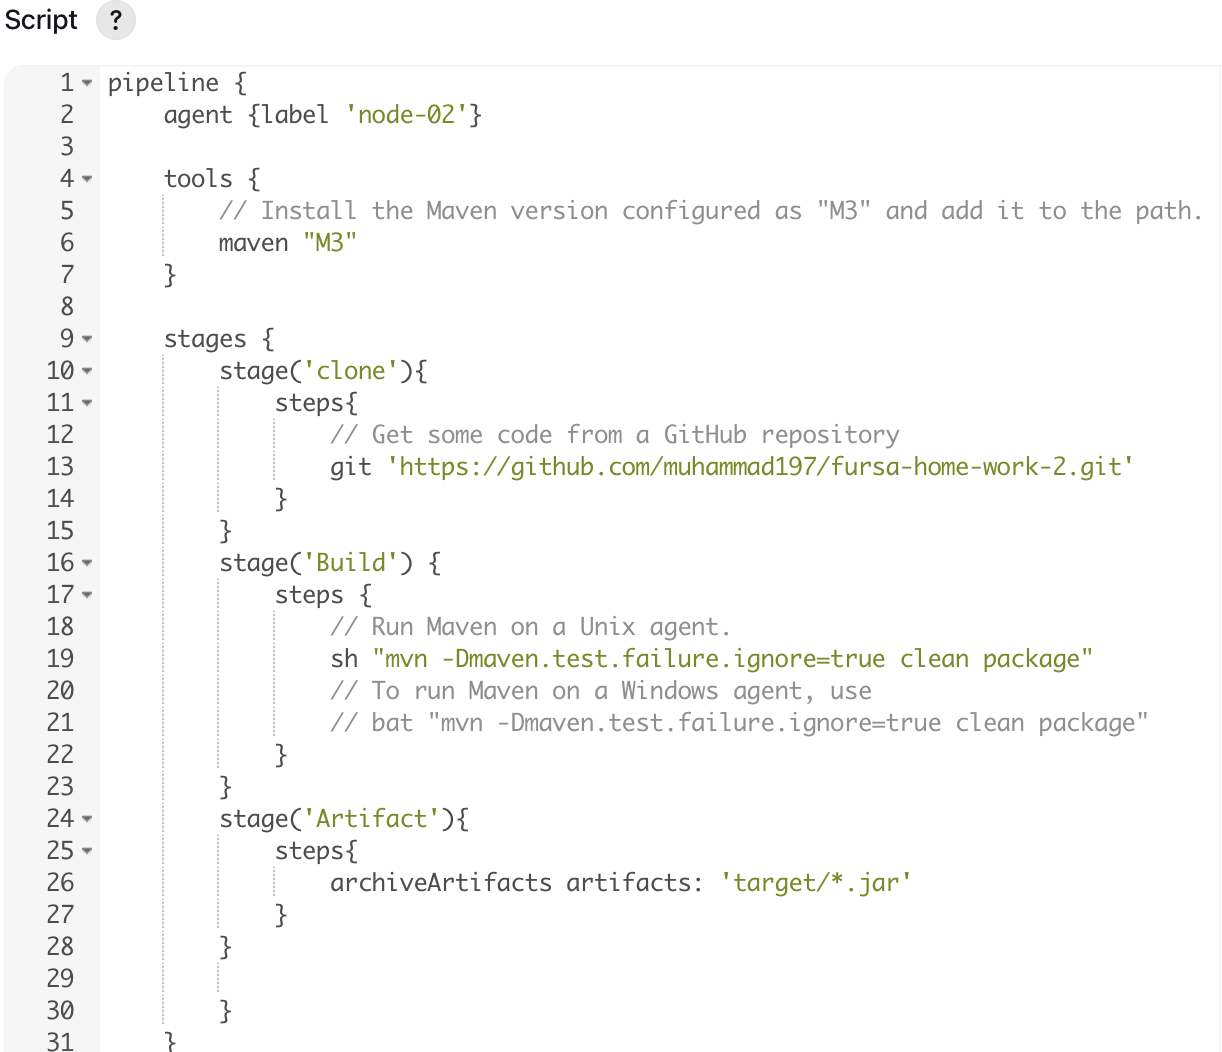 Script ?
1 pipeline {
2     agent {label 'node-02'}
3
4     tools {
5         // Install the Maven version configured as "M3" and add it to the path.
6         maven "M3"
7     }
8
9     stages {
10         stage('clone'){
11             steps{
12                 // Get some code from a GitHub repository
13                 git 'https://github.com/muhammad197/fursa-home-work-2.git'
14             }
15         }
16         stage('Build') {
17             steps {
18                 // Run Maven on a Unix agent.
19                 sh "mvn -Dmaven.test.failure.ignore=true clean package"
20                 // To run Maven on a Windows agent, use
21                 // bat "mvn -Dmaven.test.failure.ignore=true clean package"
22             }
23         }
24         stage('Artifact'){
25             steps{
26                 archiveArtifacts artifacts: 'target/*.jar'
27             }
28         }
29
30         }
31     }